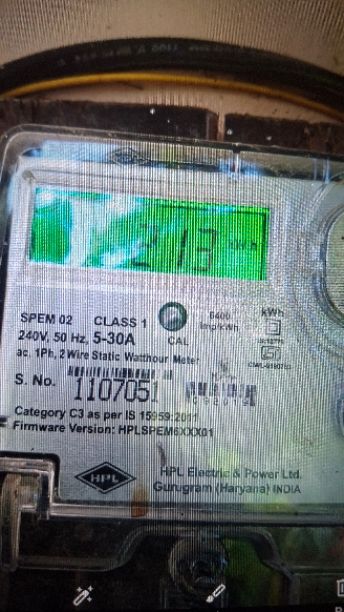 HPL
213 kWh
SPEM 02 CLASS 1
6400 imp/kWh
kWh
240V, 50 Hz, 5-30A
CAL
ac. 1Ph, 2 Wire Static Watthour Meter
S. No. 1107051
Category C3 as per IS 15959:2011
Firmware Version: HPLSPEM6XXX01
HPL
HPL Electric & Power Ltd.
Gurugram (Haryana) INDIA